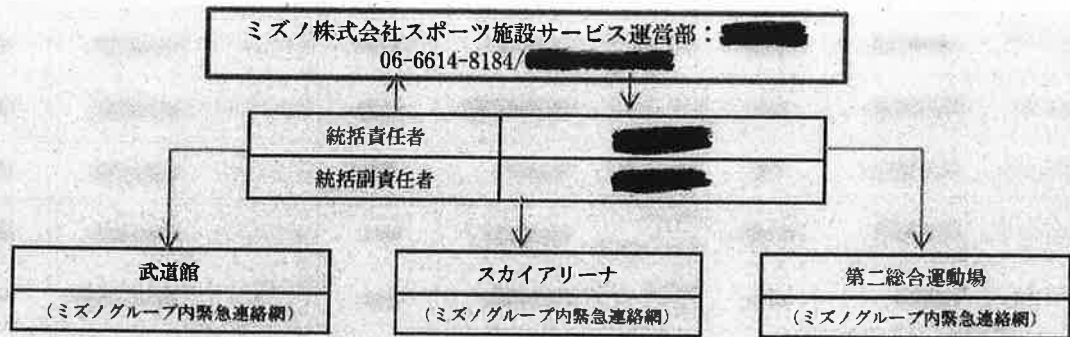 ミズノ株式会社スポーツ施設サービス運営部：
06-6614-8184/
統括責任者
統括副責任者
武道館
(ミズノグループ内緊急連絡網)
スカイアリーナ
(ミズノグループ内緊急連絡網)
第二総合運動場
(ミズノグループ内緊急連絡網)